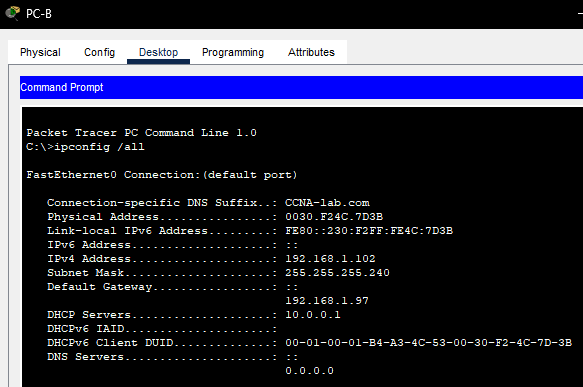 PC-B
Physical Config Desktop Programming Attributes
Command Prompt
Packet Tracer PC Command Line 1.0
C:\>ipconfig /all
FastEthernet0 Connection:(default port)
Connection-specific DNS Suffix..: CCNA-lab.com
Physical Address................: 0030.F24C.7D3B
Link-local IPv6 Address.........: FE80::230:F2FF:FE4C:7D3B
IPv6 Address....................: ::
IPv4 Address....................: 192.168.1.102
Subnet Mask.....................: 255.255.255.240
Default Gateway.................: ::
192.168.1.97
DHCP Servers....................: 10.0.0.1
DHCPv6 IAID.....................:
DHCPv6 Client DUID..............: 00-01-00-01-B4-A3-4C-53-00-30-F2-4C-7D-3B
DNS Servers.....................: ::
0.0.0.0